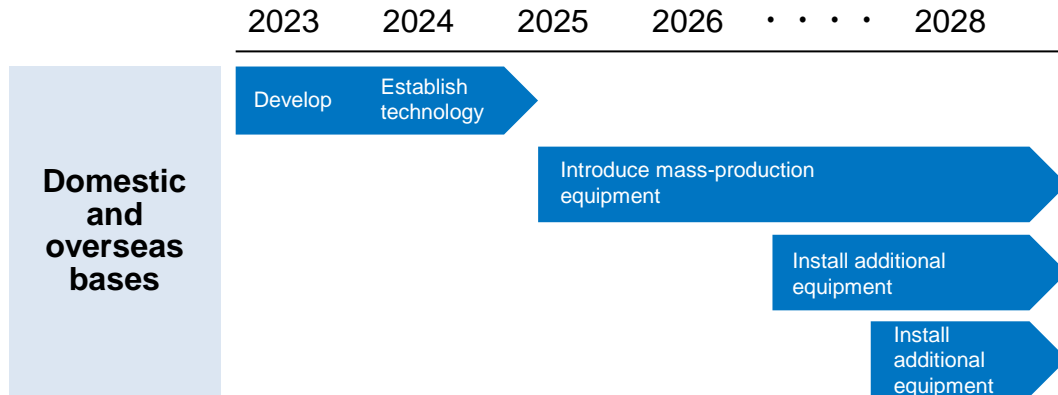 2023 2024 2025 2026 ・・・・ 2028
Domestic
and
overseas
bases
Develop
Establish
technology
Introduce mass-production
equipment
Install additional
equipment
Install
additional
equipment